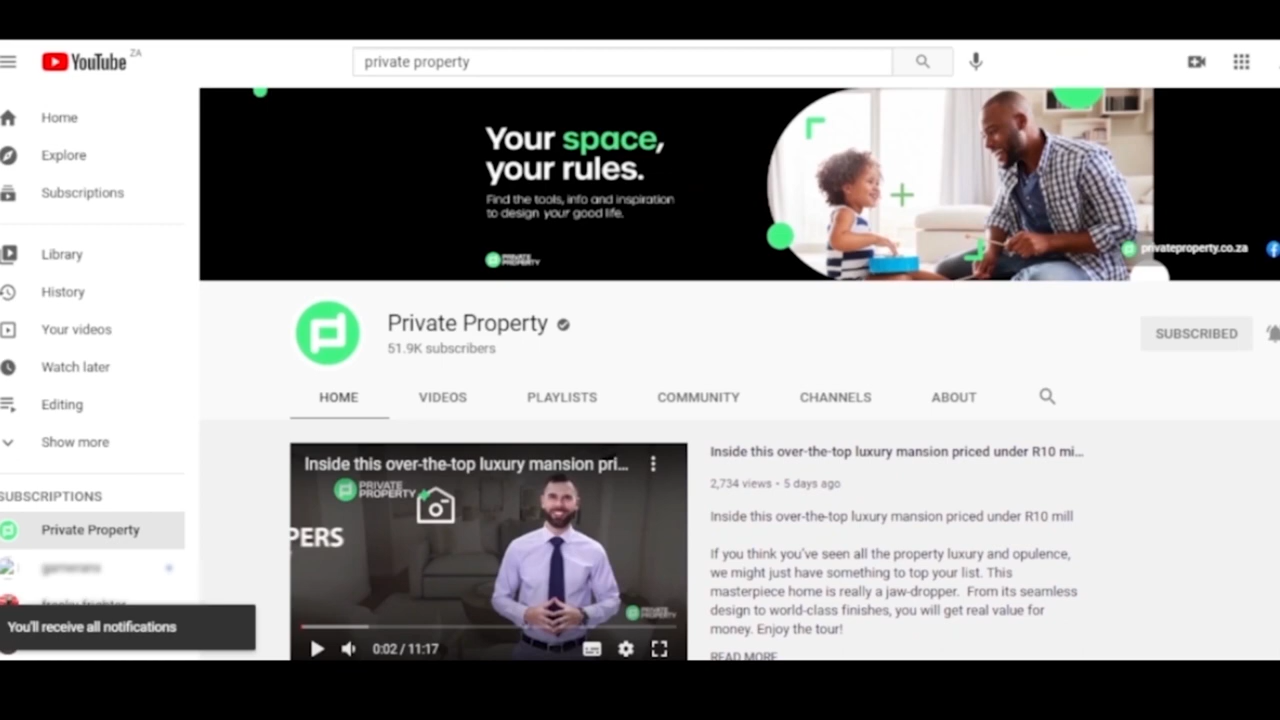 YouTube ZA
private property
Home
Explore
Subscriptions
Library
History
Your videos
Watch later
Editing
Show more
SUBSCRIPTIONS
Private Property
You'll receive all notifications
Your space,
your rules.
Find the tools, info and inspiration
to design your good life.
PRIVATE
PROPERTY
privateproperty.co.za
Private Property
51.9K subscribers
SUBSCRIBED
HOME VIDEOS PLAYLISTS COMMUNITY CHANNELS ABOUT
Inside this over-the-top luxury mansion pri...
PRIVATE
PROPERTY
PERS
PRIVATE
PROPERTY
0:02 / 11:17
Inside this over-the-top luxury mansion priced under R10 mi...
2,734 views • 5 days ago
Inside this over-the-top luxury mansion priced under R10 mill
If you think you've seen all the property luxury and opulence,
we might just have something to top your list. This
masterpiece home is really a jaw-dropper. From its seamless
design to world-class finishes, you will get real value for
money. Enjoy the tour!
READ MORE